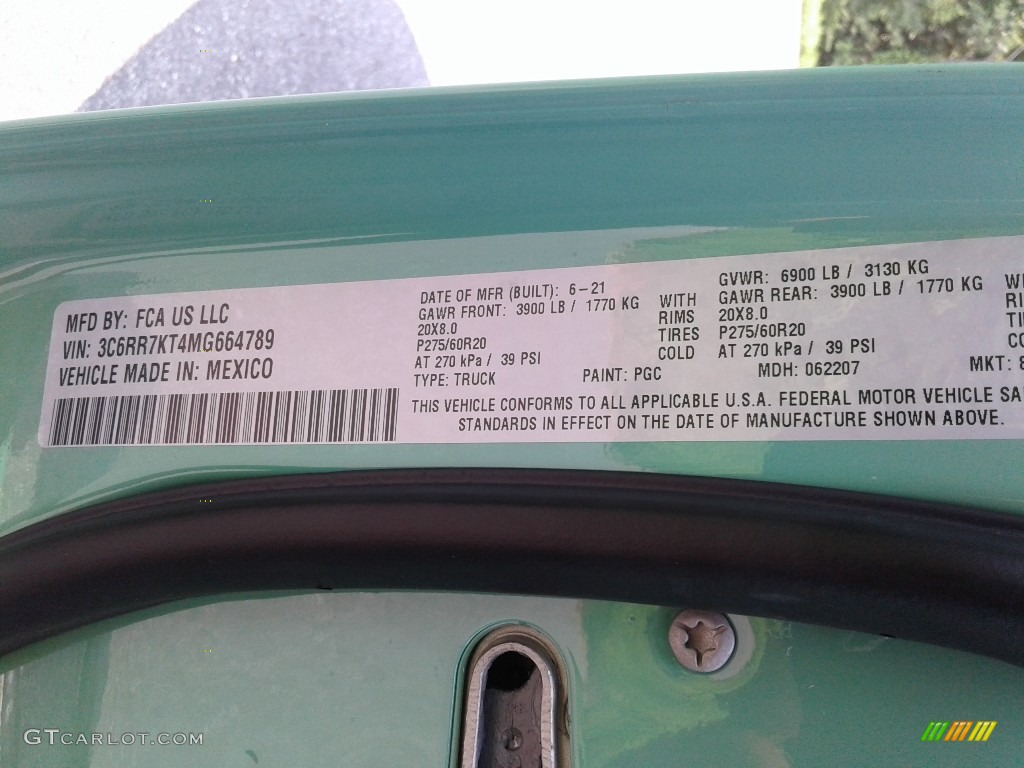 MFD BY: FCA US LLC
VIN: 3C6RR7KT4MG664789
VEHICLE MADE IN: MEXICO
DATE OF MFR (BUILT): 6-21
GAWR FRONT: 3900 LB / 1770 KG
20X8.0
P275/60R20
AT 270 kPa / 39 PSI
TYPE: TRUCK
WITH
RIMS
TIRES
COLD
GVWR: 6900 LB / 3130 KG
GAWR REAR: 3900 LB / 1770 KG
20X8.0
P275/60R20
AT 270 kPa / 39 PSI
PAINT: PGC
MDH: 062207
MKT:
THIS VEHICLE CONFORMS TO ALL APPLICABLE U.S.A. FEDERAL MOTOR VEHICLE SA
STANDARDS IN EFFECT ON THE DATE OF MANUFACTURE SHOWN ABOVE.
GTCARLOT.COM